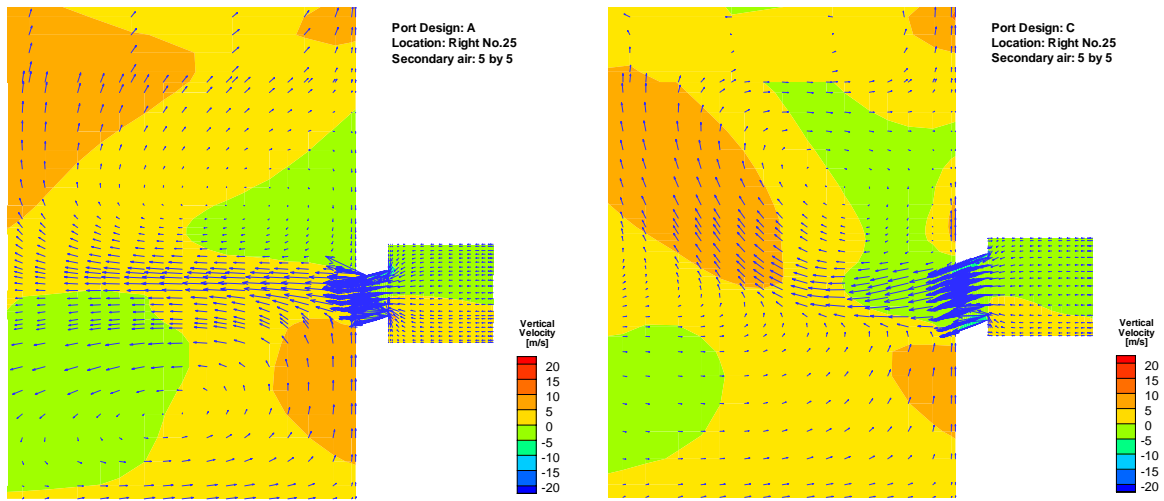 Port Design: A
Location: Right No.25
Secondary air: 5 by 5
Vertical
Velocity
[m/s]
20
15
10
5
0
-5
-10
-15
-20
Port Design: C
Location: Right No.25
Secondary air: 5 by 5
Vertical
Velocity
[m/s]
20
15
10
5
0
-5
-10
-15
-20